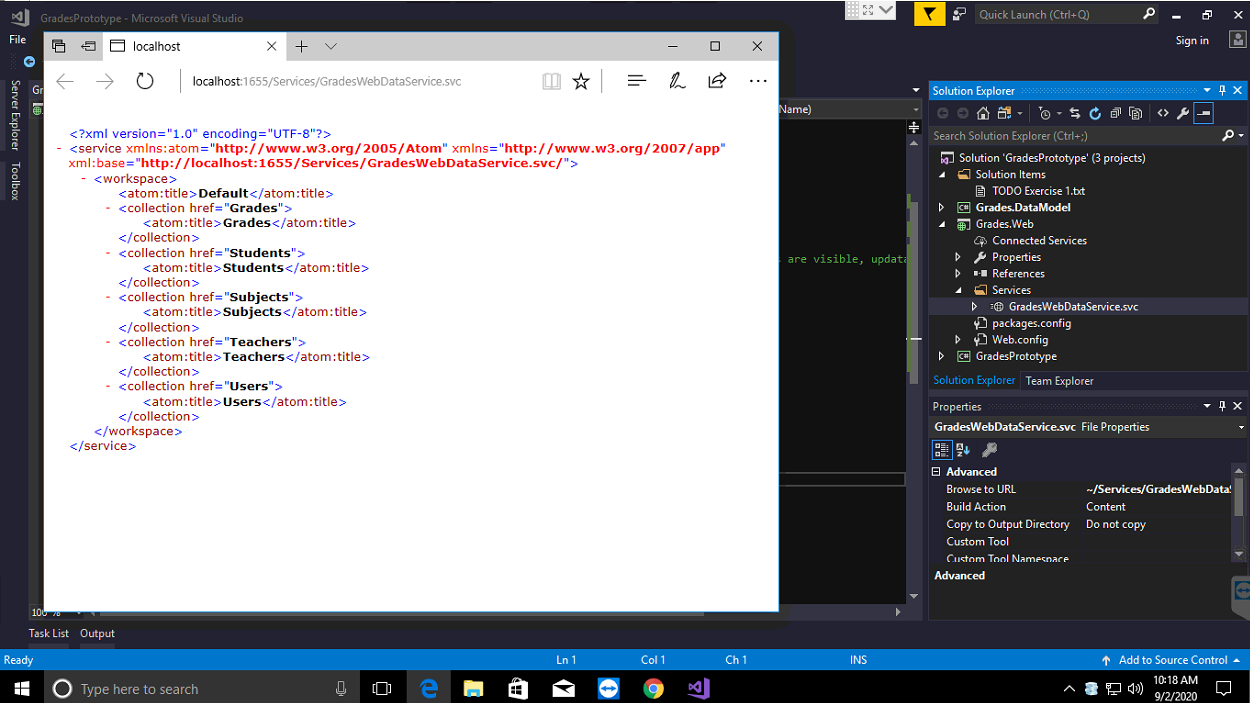 GradesPrototype - Microsoft Visual Studio
Quick Launch (Ctrl+Q)
File
Sign in
localhost
localhost:1655/Services/GradesWebDataService.svc
Gr
Name)
Server Explorer
Toolbox
<?xml version="1.0" encoding="UTF-8"?>
- <service xmlns:atom="http://www.w3.org/2005/Atom" xmlns="http://www.w3.org/2007/app"
xml:base="http://localhost:1655/Services/GradesWebDataService.svc/">
- <workspace>
<atom:title>Default</atom:title>
- <collection href="Grades">
<atom:title>Grades</atom:title>
</collection>
- <collection href="Students">
<atom:title>Students</atom:title>
</collection>
- <collection href="Subjects">
<atom:title>Subjects</atom:title>
</collection>
- <collection href="Teachers">
<atom:title>Teachers</atom:title>
</collection>
- <collection href="Users">
<atom:title>Users</atom:title>
</collection>
</workspace>
</service>
s are visible, updat
100 %
Solution Explorer
Search Solution Explorer (Ctrl+;)
Solution 'GradesPrototype' (3 projects)
Solution Items
TODO Exercise 1.txt
C# Grades.DataModel
Grades.Web
Connected Services
Properties
References
Services
GradesWebDataService.svc
packages.config
Web.config
C# GradesPrototype
Solution Explorer Team Explorer
Properties
GradesWebDataService.svc File Properties
Advanced
Browse to URL ~/Services/GradesWebData
Build Action Content
Copy to Output Directory Do not copy
Custom Tool
Custom Tool Namespace
Advanced
Task List Output
Ready Ln 1 Col 1 Ch 1 INS Add to Source Control
Type here to search
10:18 AM
9/2/2020